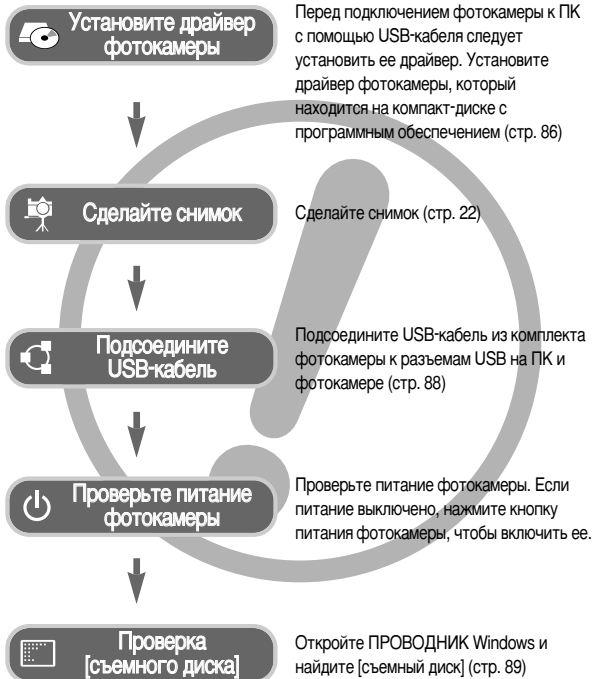 Установите драйвер
фотокамеры
Перед подключением фотокамеры к ПК
с помощью USB-кабеля следует
установить ее драйвер. Установите
драйвер фотокамеры, который
находится на компакт-диске с
программным обеспечением (стр. 86)
Сделайте снимок
Сделайте снимок (стр. 22)
Подсоедините
USB-кабель
Подсоедините USB-кабель из комплекта
фотокамеры к разъемам USB на ПК и
фотокамере (стр. 88)
Проверьте питание
фотокамеры
Проверьте питание фотокамеры. Если
питание выключено, нажмите кнопку
питания фотокамеры, чтобы включить ее.
Проверка
[съемного диска]
Откройте ПРОВОДНИК Windows и
найдите [съемный диск] (стр. 89)